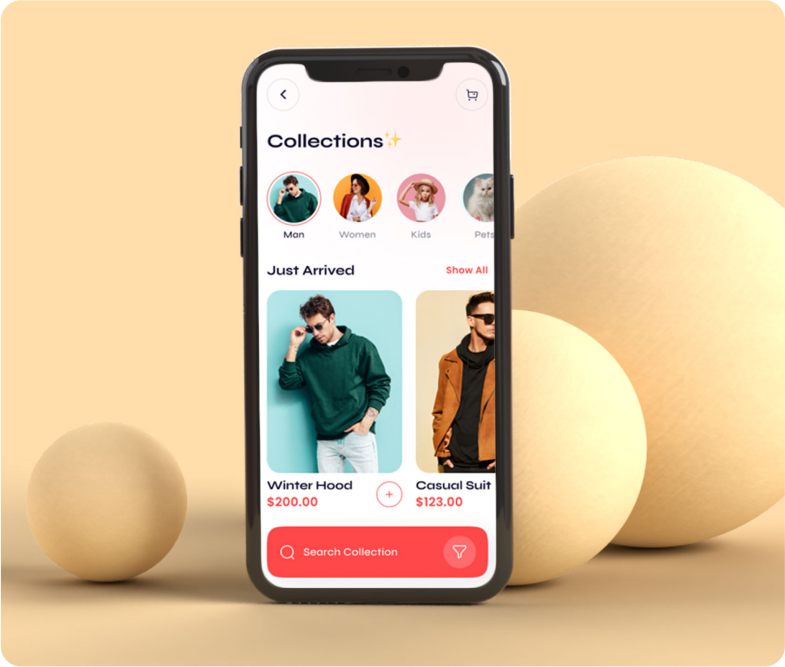 Collections✨
Man Women Kids Pets
Just Arrived Show All
Winter Hood Casual Suit
$200.00 $123.00
Search Collection